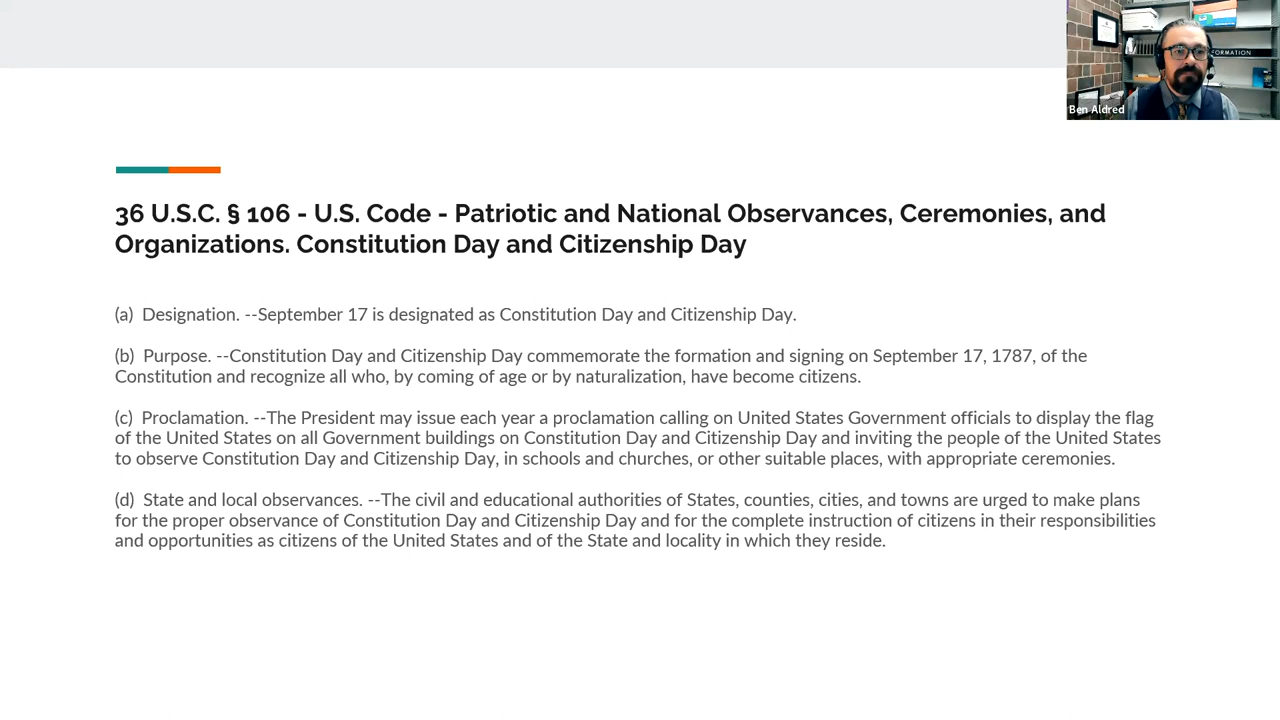 FORMATION
Ben Aldred
36 U.S.C. § 106 - U.S. Code - Patriotic and National Observances, Ceremonies, and
Organizations. Constitution Day and Citizenship Day
(a) Designation. --September 17 is designated as Constitution Day and Citizenship Day.
(b) Purpose. --Constitution Day and Citizenship Day commemorate the formation and signing on September 17, 1787, of the
Constitution and recognize all who, by coming of age or by naturalization, have become citizens.
(c) Proclamation. --The President may issue each year a proclamation calling on United States Government officials to display the flag
of the United States on all Government buildings on Constitution Day and Citizenship Day and inviting the people of the United States
to observe Constitution Day and Citizenship Day, in schools and churches, or other suitable places, with appropriate ceremonies.
(d) State and local observances. --The civil and educational authorities of States, counties, cities, and towns are urged to make plans
for the proper observance of Constitution Day and Citizenship Day and for the complete instruction of citizens in their responsibilities
and opportunities as citizens of the United States and of the State and locality in which they reside.